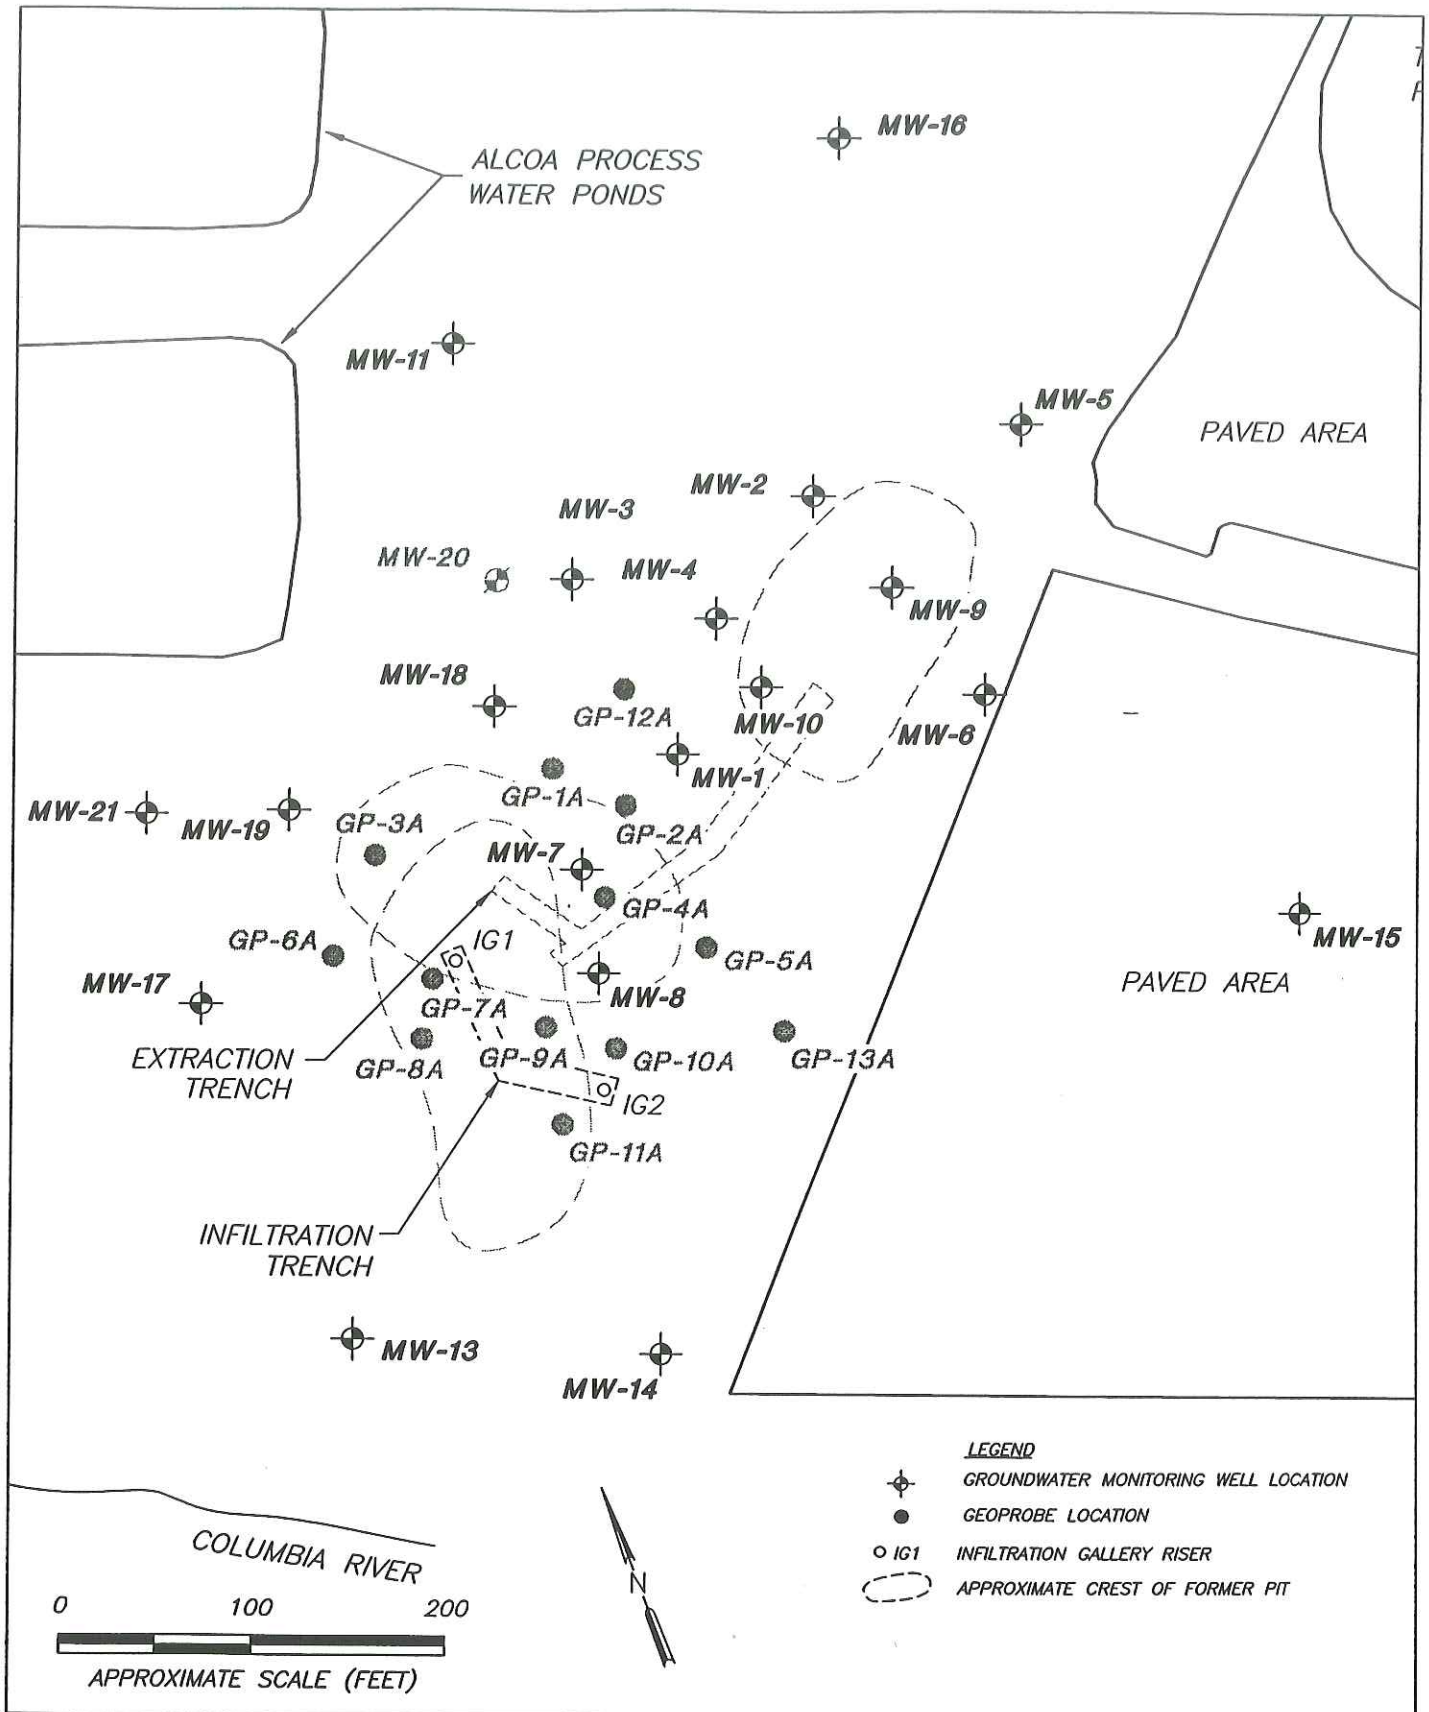 MW-16
ALCOA PROCESS
WATER PONDS
MW-11
MW-5
PAVED AREA
MW-2
MW-3
MW-20
MW-4
MW-9
MW-18
GP-12A
MW-10
MW-6
MW-1
GP-1A
MW-21
MW-19
GP-3A
GP-2A
MW-7
GP-4A
MW-15
GP-6A
IG1
GP-5A
MW-17
PAVED AREA
GP-7A
MW-8
EXTRACTION
TRENCH
GP-8A
GP-9A
GP-10A
GP-13A
IG2
GP-11A
INFILTRATION
TRENCH
MW-13
MW-14
LEGEND
GROUNDWATER MONITORING WELL LOCATION
GEOPROBE LOCATION
IG1 INFILTRATION GALLERY RISER
APPROXIMATE CREST OF FORMER PIT
COLUMBIA RIVER
N
0 100 200
APPROXIMATE SCALE (FEET)